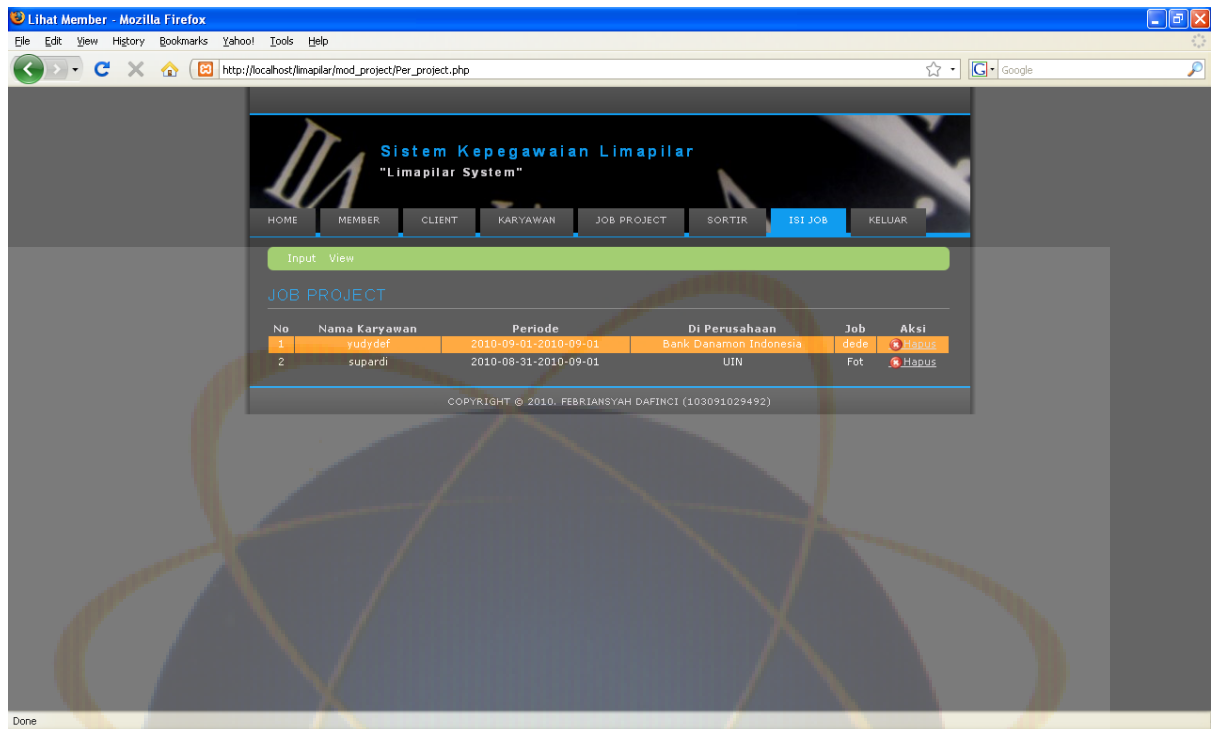 Lihat Member - Mozilla Firefox
File Edit View History Bookmarks Yahoo! Tools Help
http://localhost/limapilar/mod_project/Per_project.php
Google
Sistem Kepegawaian Limapilar
"Limapilar System"
HOME MEMBER CLIENT KARYAWAN JOB PROJECT SORTIR ISI JOB KELUAR
Input View
JOB PROJECT
No Nama Karyawan Periode Di Perusahaan Job Aksi
1 yudydef 2010-09-01-2010-09-01 Bank Danamon Indonesia dede Hapus
2 supardi 2010-08-31-2010-09-01 UIN Fot Hapus
COPYRIGHT © 2010. FEBRIANSYAH DAFINCI (103091029492)
Done